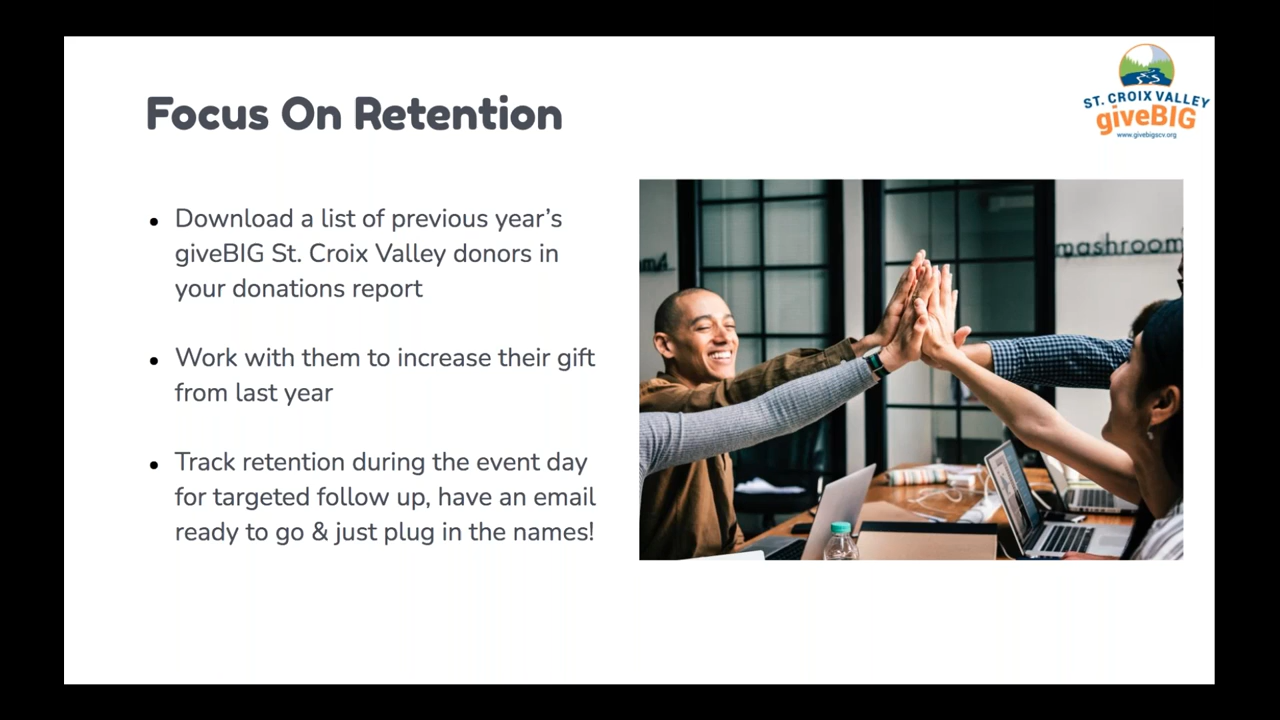 ST. CROIX VALLEY
giveBIG
www.givebigscv.org
Focus On Retention
• Download a list of previous year's
giveBIG St. Croix Valley donors in
your donations report
• Work with them to increase their gift
from last year
• Track retention during the event day
for targeted follow up, have an email
ready to go & just plug in the names!
mashroom